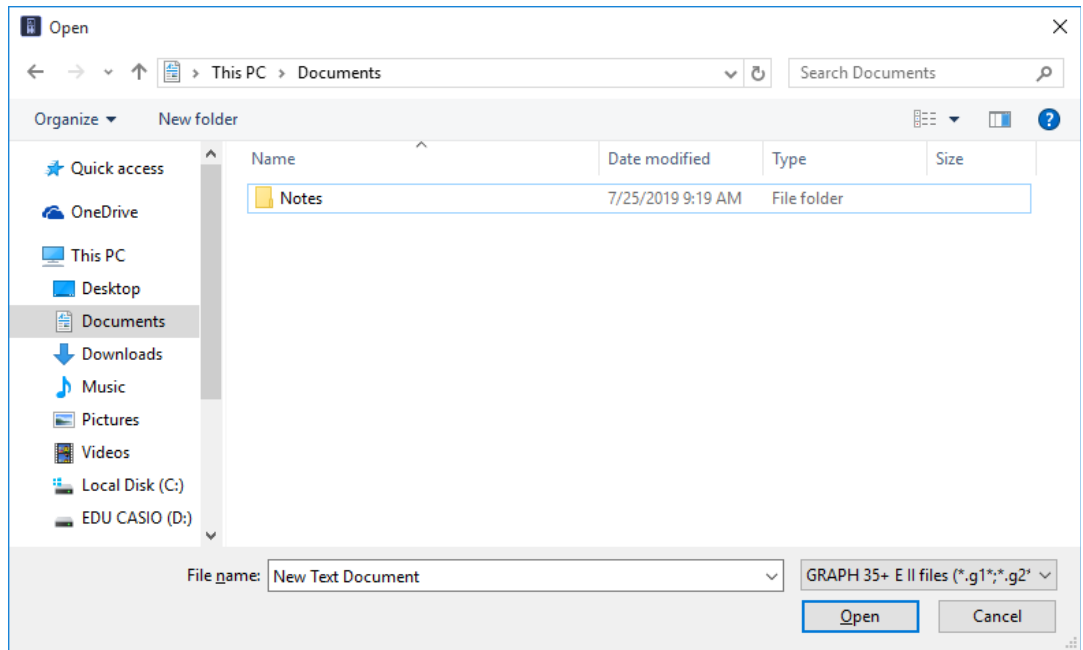 Open
This PC > Documents
Search Documents
Organize
New folder
Name
Date modified
Type
Size
Notes
7/25/2019 9:19 AM
File folder
Quick access
OneDrive
This PC
Desktop
Documents
Downloads
Music
Pictures
Videos
Local Disk (C:)
EDU CASIO (D:)
File name:
New Text Document
GRAPH 35+ E II files (*.g1*;*.g2*
Open
Cancel